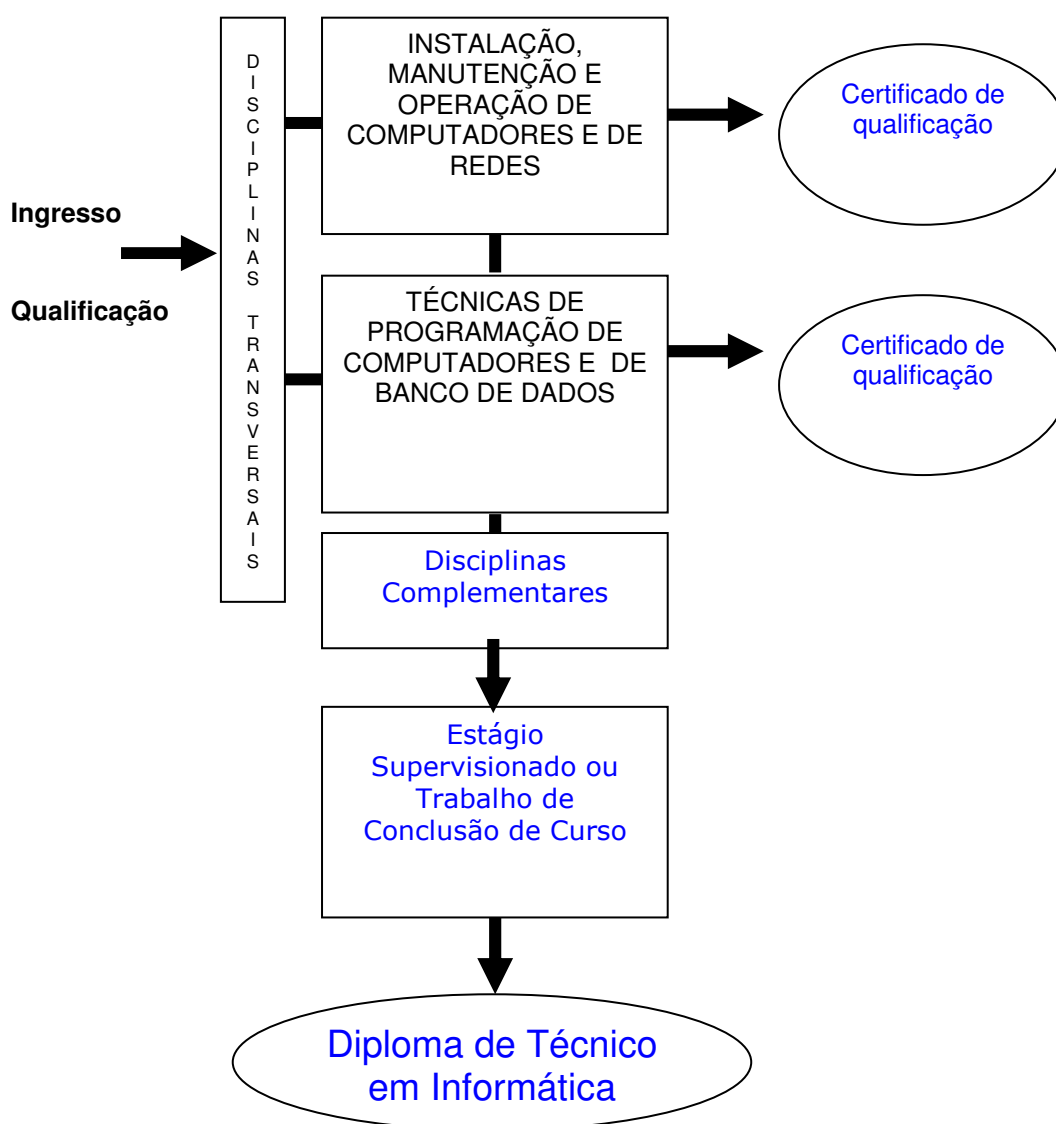 Ingresso
Qualificação
DISCIPLINAS TRANSVERSAIS
INSTALAÇÃO,
MANUTENÇÃO E
OPERAÇÃO DE
COMPUTADORES E DE
REDES
Certificado de
qualificação
TÉCNICAS DE
PROGRAMAÇÃO DE
COMPUTADORES E  DE
BANCO DE DADOS
Certificado de
qualificação
Disciplinas
Complementares
Estágio
Supervisionado ou
Trabalho de
Conclusão de Curso
Diploma de Técnico
em Informática